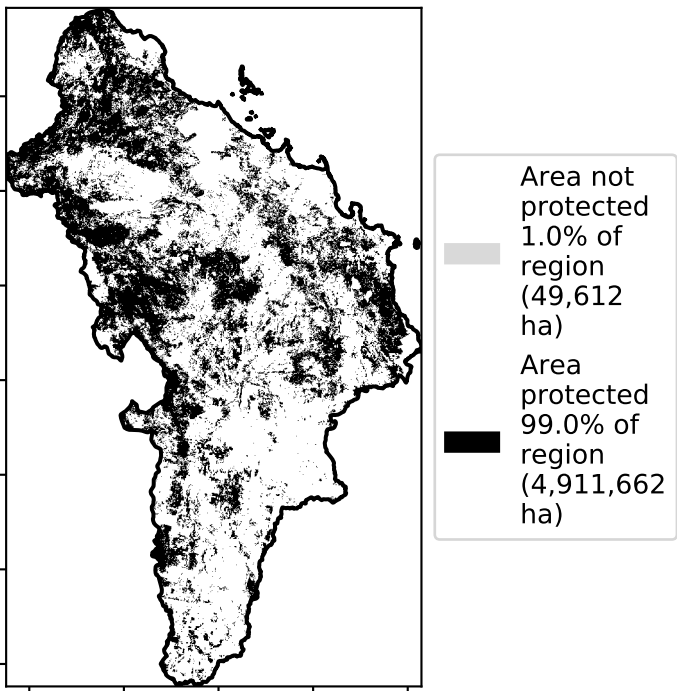 Area not
protected
1.0% of
region
(49,612
ha)
Area
protected
99.0% of
region
(4,911,662
ha)